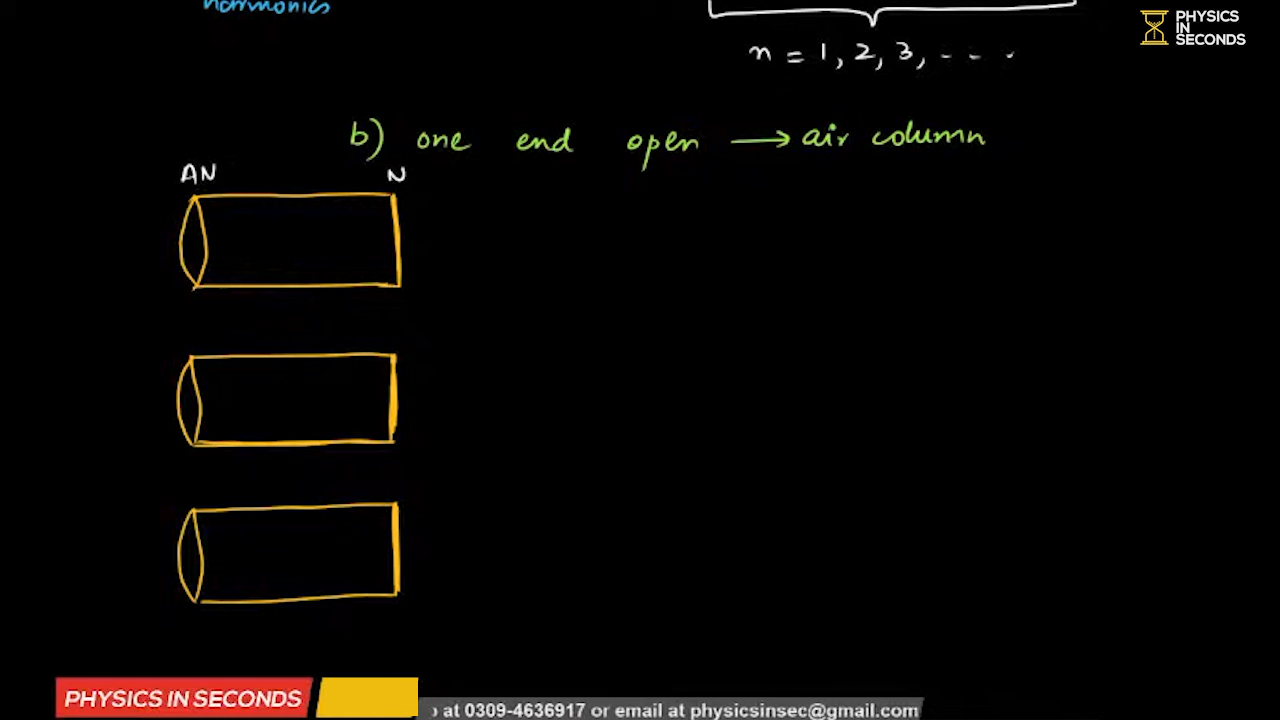 harmonics
PHYSICS
IN
SECONDS
n = 1, 2, 3, - - -
b) one end open → air column
AN N
PHYSICS IN SECONDS
at 0309-4636917 or email at physicsinsec@gmail.com